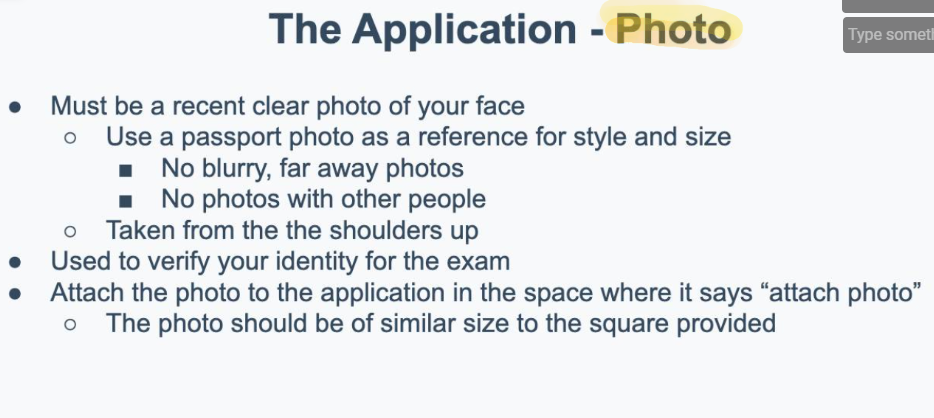 The Application - Photo
Type somet
● Must be a recent clear photo of your face
○ Use a passport photo as a reference for style and size
■ No blurry, far away photos
■ No photos with other people
○ Taken from the the shoulders up
● Used to verify your identity for the exam
● Attach the photo to the application in the space where it says “attach photo”
○ The photo should be of similar size to the square provided